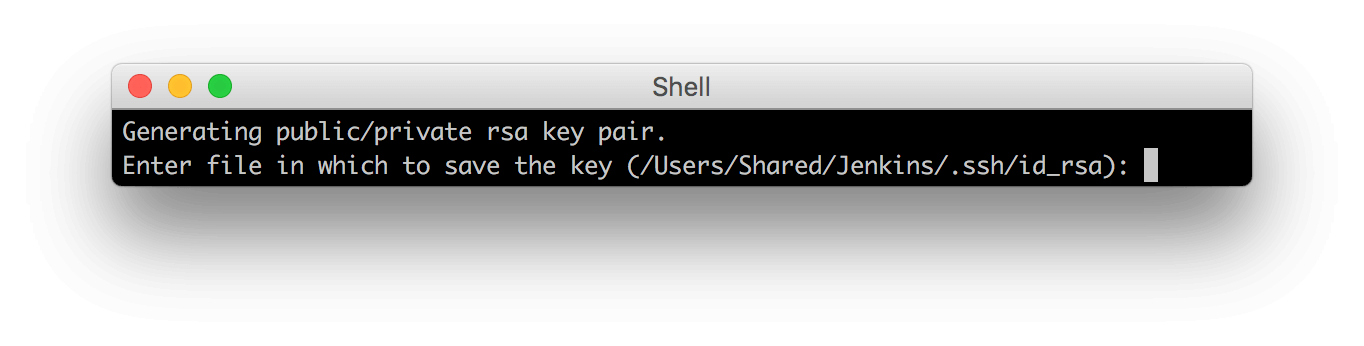 Shell
Generating public/private rsa key pair.
Enter file in which to save the key (/Users/Shared/Jenkins/.ssh/id_rsa):